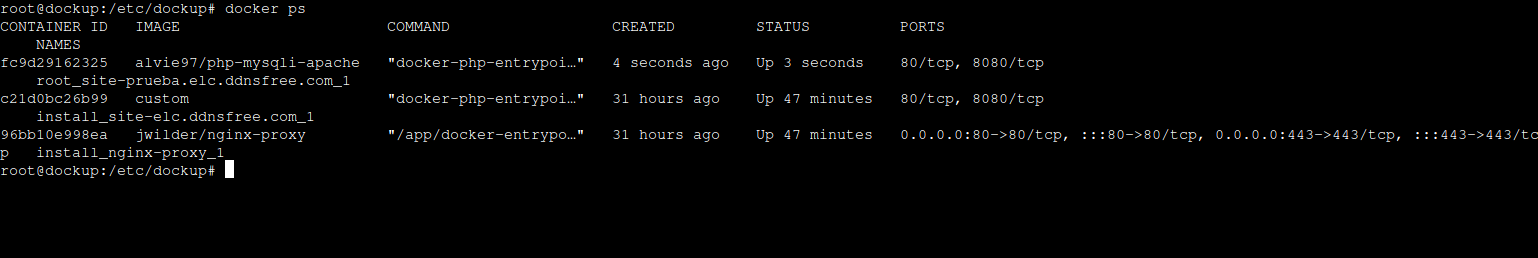 root@dockup:/etc/dockup# docker ps
CONTAINER ID   IMAGE                       COMMAND                  CREATED         STATUS          PORTS
    NAMES
fc9d29162325   alvie97/php-mysqli-apache   "docker-php-entrypoi…"   4 seconds ago   Up 3 seconds    80/tcp, 8080/tcp
    root_site-prueba.elc.ddnsfree.com_1
c21d0bc26b99   custom                      "docker-php-entrypoi…"   31 hours ago    Up 47 minutes   80/tcp, 8080/tcp
    install_site-elc.ddnsfree.com_1
96bb10e998ea   jwilder/nginx-proxy         "/app/docker-entrypo…"   31 hours ago    Up 47 minutes   0.0.0.0:80->80/tcp, :::80->80/tcp, 0.0.0.0:443->443/tcp, :::443->443/tc
p   install_nginx-proxy_1
root@dockup:/etc/dockup#